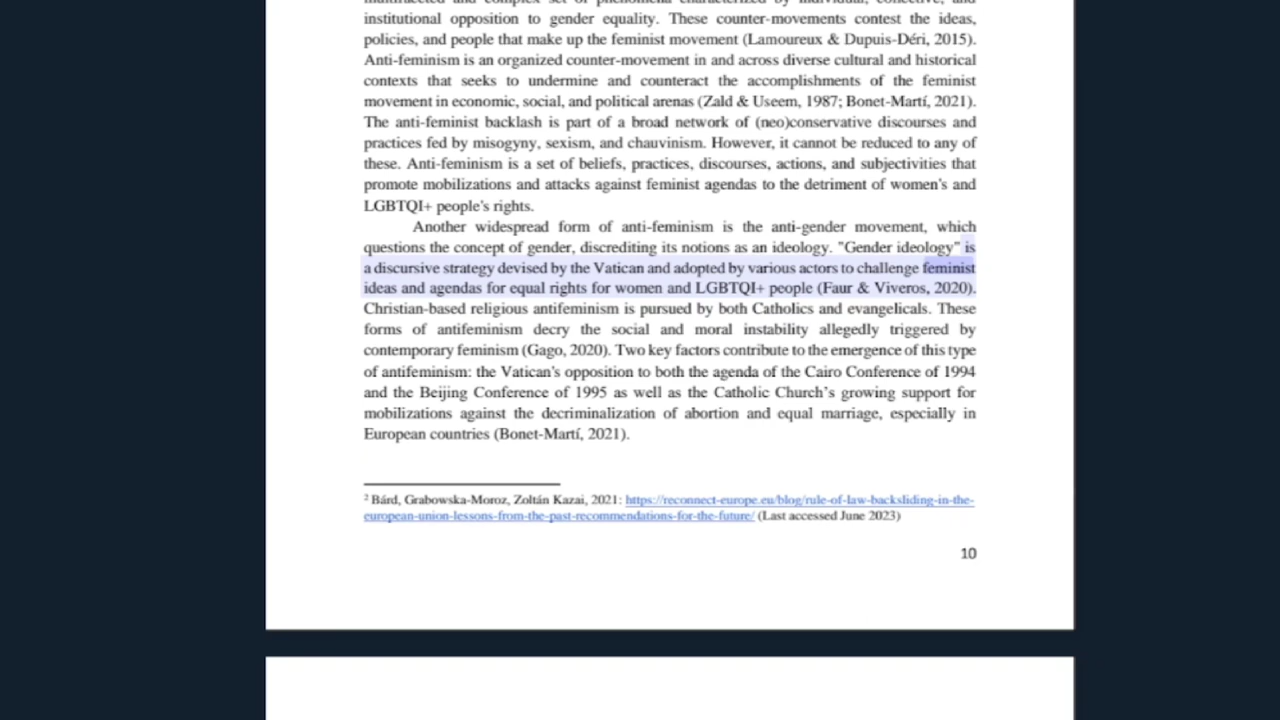 multifaceted and complex set of phenomena characterized by individual, collective, and
institutional opposition to gender equality. These counter-movements contest the ideas,
policies, and people that make up the feminist movement (Lamoureux & Dupuis-Déri, 2015).
Anti-feminism is an organized counter-movement in and across diverse cultural and historical
contexts that seeks to undermine and counteract the accomplishments of the feminist
movement in economic, social, and political arenas (Zald & Useem, 1987; Bonet-Martí, 2021).
The anti-feminist backlash is part of a broad network of (neo)conservative discourses and
practices fed by misogyny, sexism, and chauvinism. However, it cannot be reduced to any of
these. Anti-feminism is a set of beliefs, practices, discourses, actions, and subjectivities that
promote mobilizations and attacks against feminist agendas to the detriment of women's and
LGBTQI+ people's rights.
Another widespread form of anti-feminism is the anti-gender movement, which
questions the concept of gender, discrediting its notions as an ideology. "Gender ideology" is
a discursive strategy devised by the Vatican and adopted by various actors to challenge feminist
ideas and agendas for equal rights for women and LGBTQI+ people (Faur & Viveros, 2020).
Christian-based religious antifeminism is pursued by both Catholics and evangelicals. These
forms of antifeminism decry the social and moral instability allegedly triggered by
contemporary feminism (Gago, 2020). Two key factors contribute to the emergence of this type
of antifeminism: the Vatican's opposition to both the agenda of the Cairo Conference of 1994
and the Beijing Conference of 1995 as well as the Catholic Church's growing support for
mobilizations against the decriminalization of abortion and equal marriage, especially in
European countries (Bonet-Martí, 2021).
² Bárd, Grabowska-Moroz, Zoltán Kazai, 2021: https://reconnect-europe.eu/blog/rule-of-law-backsliding-in-the-
european-union-lessons-from-the-past-recommendations-for-the-future/ (Last accessed June 2023)
10